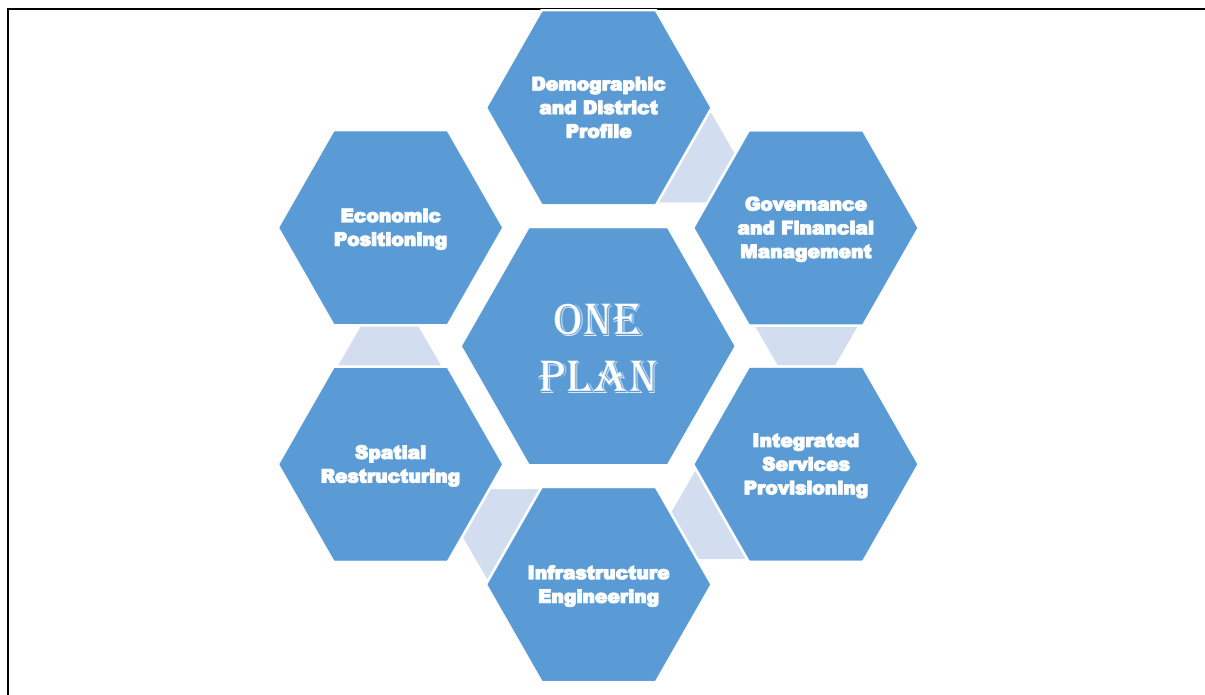 Demographic
and District
Profile
Economic
Positioning
Governance
and Financial
Management
ONE
PLAN
Spatial
Restructuring
Integrated
Services
Provisioning
Infrastructure
Engineering